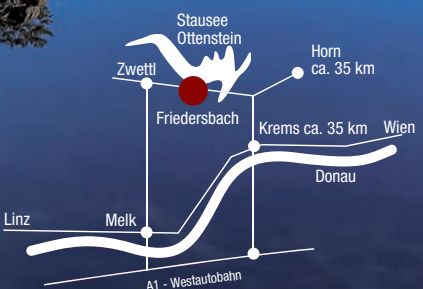 Stausee
Ottenstein
Horn
ca. 35 km
Zwettl
Friedersbach
Krems ca. 35 km
Wien
Donau
Linz
Melk
A1 - Westautobahn